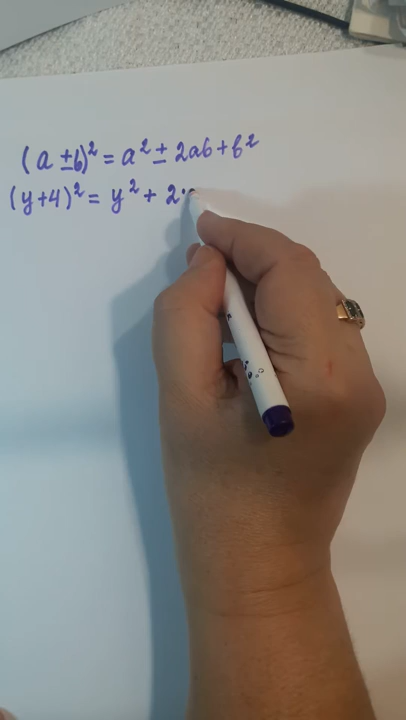 (a ± b)² = a² ± 2ab + b²
(y + 4)² = y² + 2·